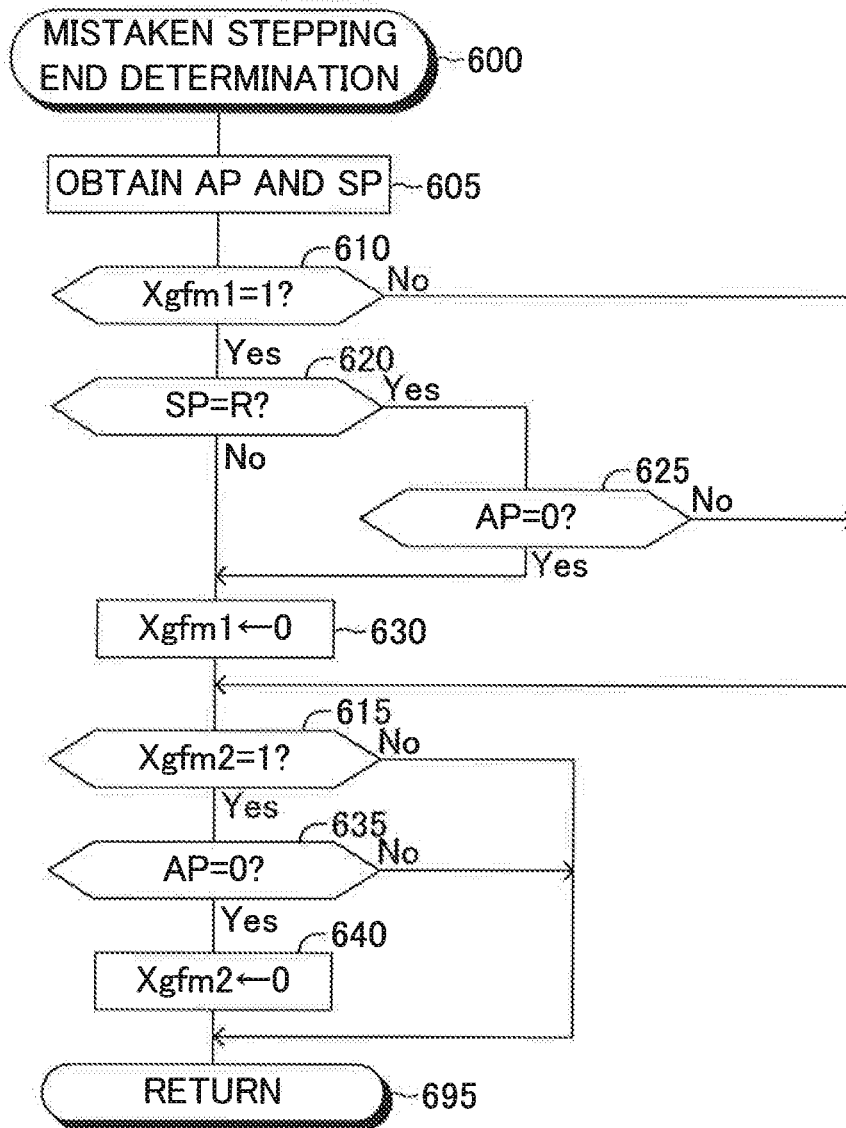 MISTAKEN STEPPING
END DETERMINATION
600
OBTAIN AP AND SP
605
610
Xgfm1=1?
No
Yes
620
SP=R?
Yes
No
625
AP=0?
No
Yes
Xgfm1←0
630
615
Xgfm2=1?
No
Yes
635
AP=0?
No
Yes
640
Xgfm2←0
RETURN
695